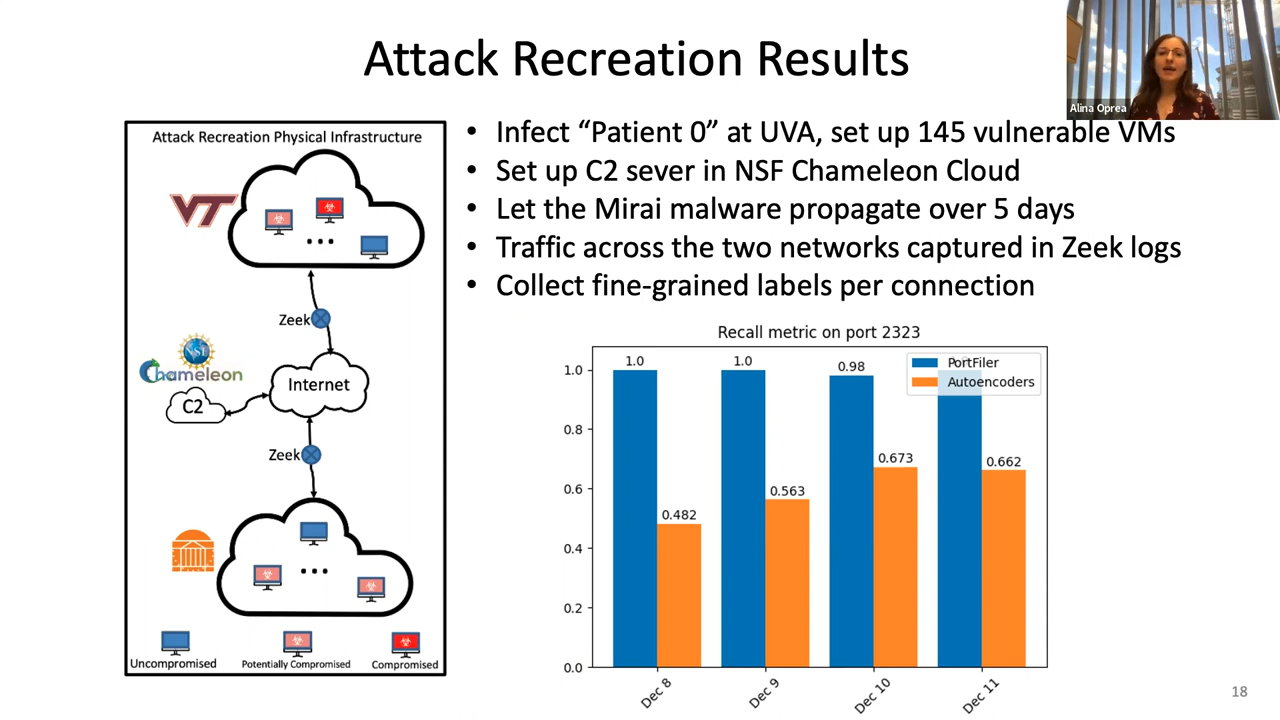 Attack Recreation Results
Alina Oprea
Attack Recreation Physical Infrastructure
VT
Zeek
NSF
Chameleon
C2
Internet
Zeek
Uncompromised
Potentially Compromised
Compromised
• Infect “Patient 0” at UVA, set up 145 vulnerable VMs
• Set up C2 sever in NSF Chameleon Cloud
• Let the Mirai malware propagate over 5 days
• Traffic across the two networks captured in Zeek logs
• Collect fine-grained labels per connection
Recall metric on port 2323
PortFiler
Autoencoders
1.0
0.8
0.6
0.4
0.2
0.0
1.0
0.482
1.0
0.563
0.98
0.673
0.662
Dec 8
Dec 9
Dec 10
Dec 11
18